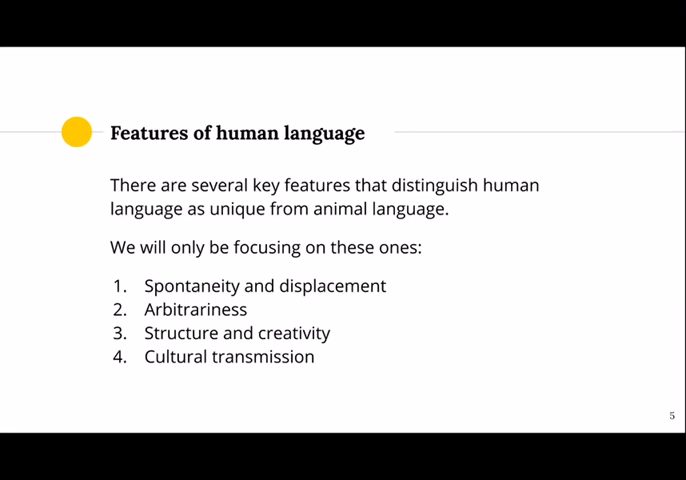 Features of human language
There are several key features that distinguish human
language as unique from animal language.
We will only be focusing on these ones:
1. Spontaneity and displacement
2. Arbitrariness
3. Structure and creativity
4. Cultural transmission
5